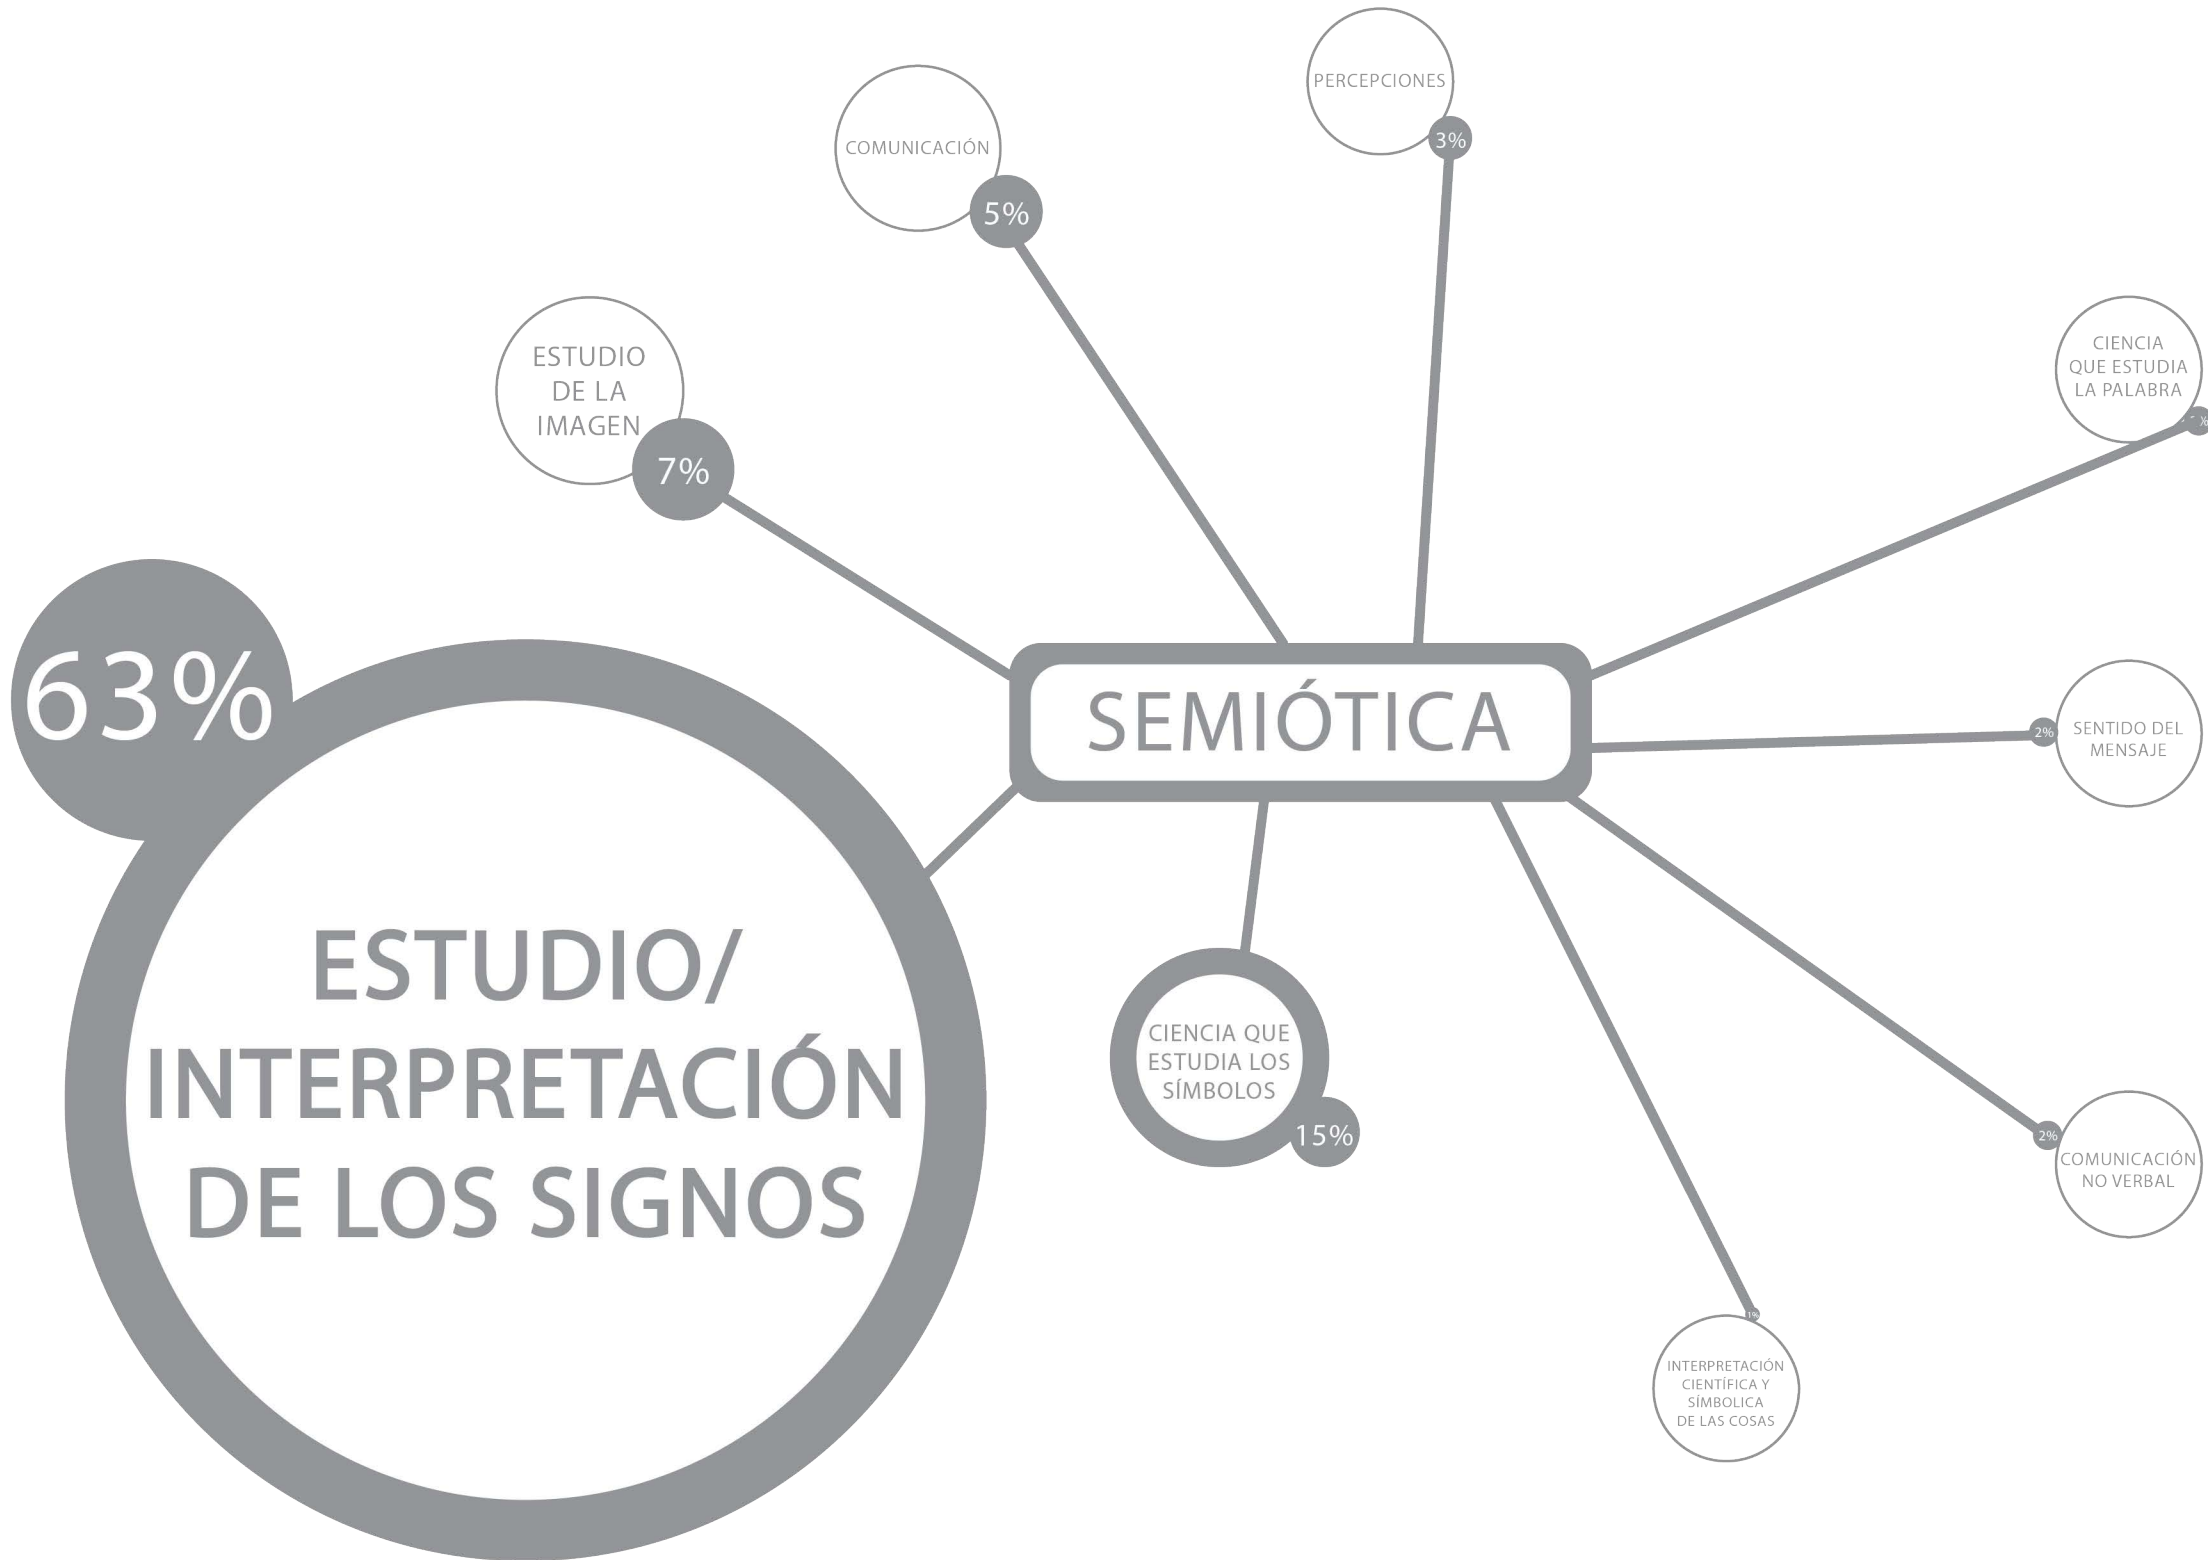 PERCEPCIONES
3%
COMUNICACIÓN
5%
ESTUDIO
DE LA
IMAGEN
7%
CIENCIA
QUE ESTUDIA
LA PALABRA
63%
SEMIÓTICA
2%
SENTIDO DEL
MENSAJE
ESTUDIO/
INTERPRETACIÓN
DE LOS SIGNOS
CIENCIA QUE
ESTUDIA LOS
SÍMBOLOS
15%
2%
COMUNICACIÓN
NO VERBAL
1%
INTERPRETACIÓN
CIENTÍFICA Y
SÍMBOLICA
DE LAS COSAS